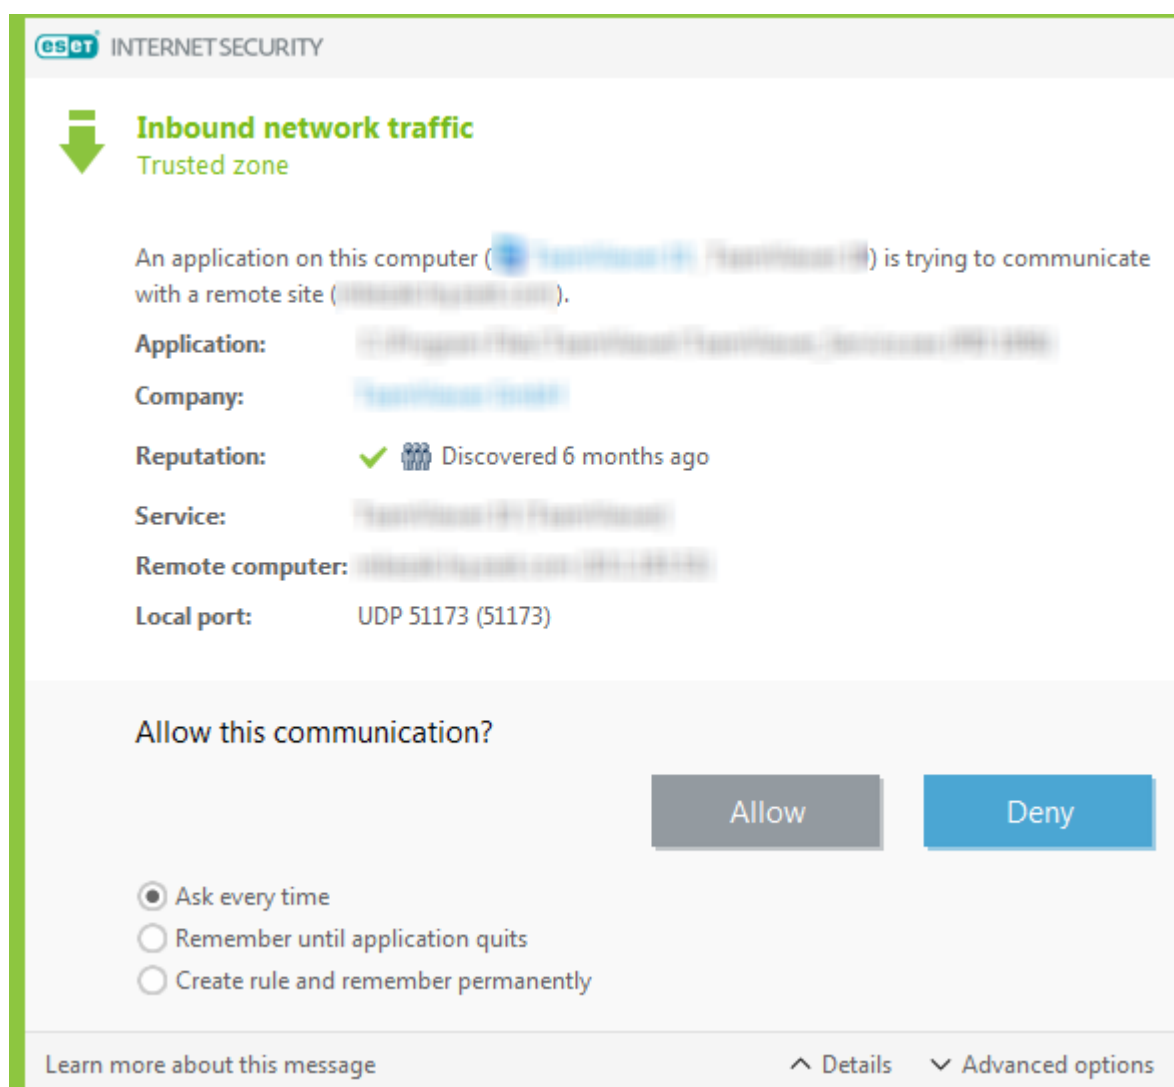 eset INTERNET SECURITY
Inbound network traffic
Trusted zone
An application on this computer ( ) is trying to communicate
with a remote site ( ).
Application:
Company:
Reputation: Discovered 6 months ago
Service:
Remote computer:
Local port: UDP 51173 (51173)
Allow this communication?
Allow Deny
Ask every time
Remember until application quits
Create rule and remember permanently
Learn more about this message Details Advanced options